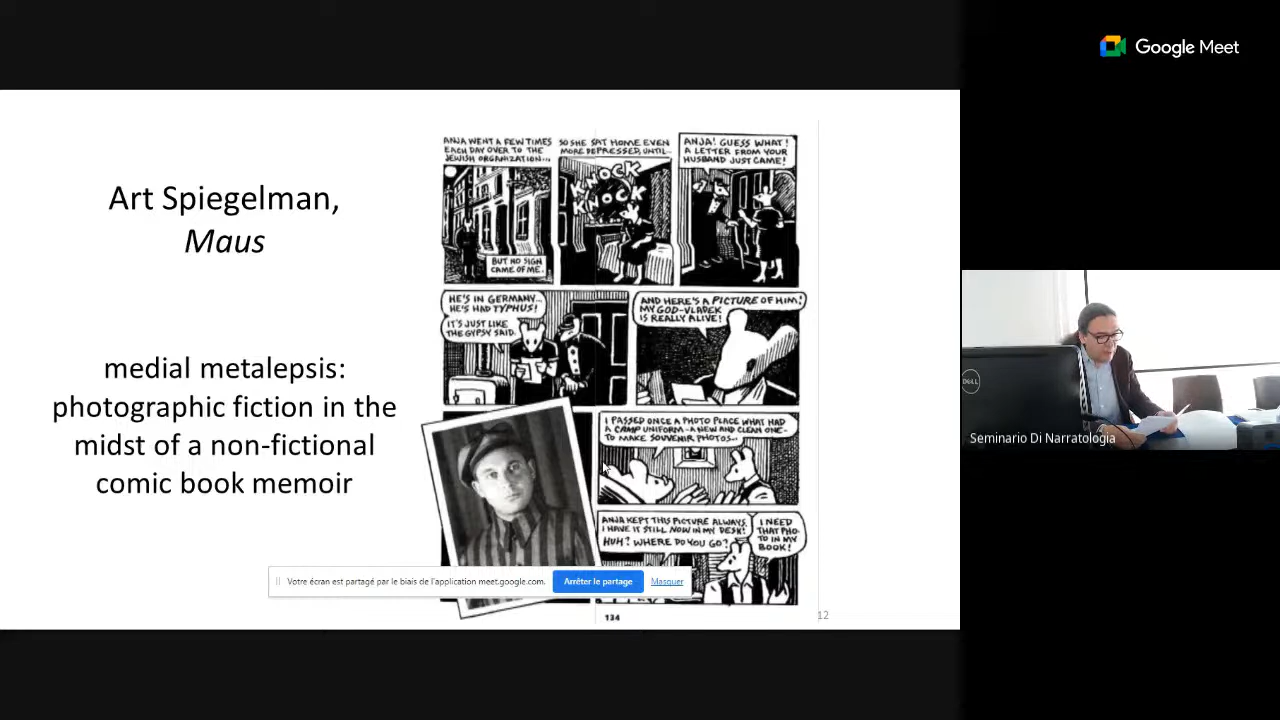 Google Meet
Art Spiegelman,
Maus
medial metalepsis:
photographic fiction in the
midst of a non-fictional
comic book memoir
ANJA WENT A FEW TIMES
EACH DAY OVER TO THE
JEWISH ORGANIZATION...
BUT NO SIGN
CAME OF ME.
SO SHE SAT HOME EVEN
MORE DEPRESSED, UNTIL..
KNOCK
KNOCK
ANJA! GUESS WHAT!
A LETTER FROM YOUR
HUSBAND JUST CAME!
HE'S IN GERMANY...
HE'S HAD TYPHUS!
IT'S JUST LIKE
THE GYPSY SAID.
AND HERE'S A PICTURE OF HIM!
MY GOD-VLADEK
IS REALLY ALIVE!
I PASSED ONCE A PHOTO PLACE WHAT HAD
A CAMP UNIFORM-A NEW AND CLEAN ONE-
TO MAKE SOUVENIR PHOTOS..
ANJA KEPT THIS PICTURE ALWAYS.
I HAVE IT STILL NOW IN MY DESK!
HUH? WHERE DO YOU GO?
I NEED
THAT PHO-
TO IN MY
BOOK!
Votre écran est partagé par le biais de l'application meet.google.com.
Arrêter le partage
Masquer
134
12
DELL
Seminario Di Narratologia